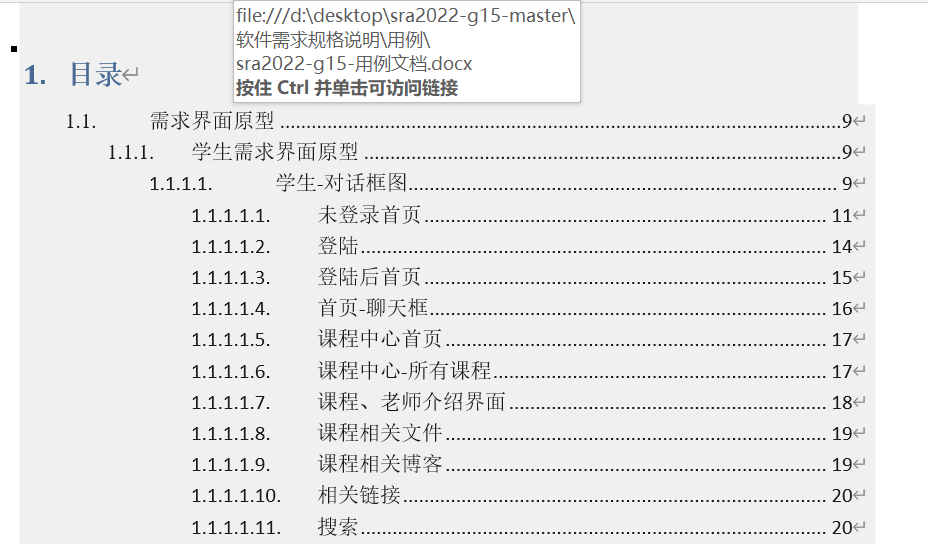 file:///d:\desktop\sra2022-g15-master\
软件需求规格说明\用例\
sra2022-g15-用例文档.docx
按住 Ctrl 并单击可访问链接
1. 目录↵
1.1. 需求界面原型 ........................................ 9↵
1.1.1. 学生需求界面原型 ........................................ 9↵
1.1.1.1. 学生-对话框图........................................ 9↵
1.1.1.1.1. 未登录首页........................................ 11↵
1.1.1.1.2. 登陆........................................ 14↵
1.1.1.1.3. 登陆后首页........................................ 15↵
1.1.1.1.4. 首页-聊天框........................................ 16↵
1.1.1.1.5. 课程中心首页........................................ 17↵
1.1.1.1.6. 课程中心-所有课程........................................ 17↵
1.1.1.1.7. 课程、老师介绍界面........................................ 18↵
1.1.1.1.8. 课程相关文件........................................ 19↵
1.1.1.1.9. 课程相关博客........................................ 19↵
1.1.1.1.10. 相关链接........................................ 20↵
1.1.1.1.11. 搜索........................................ 20↵